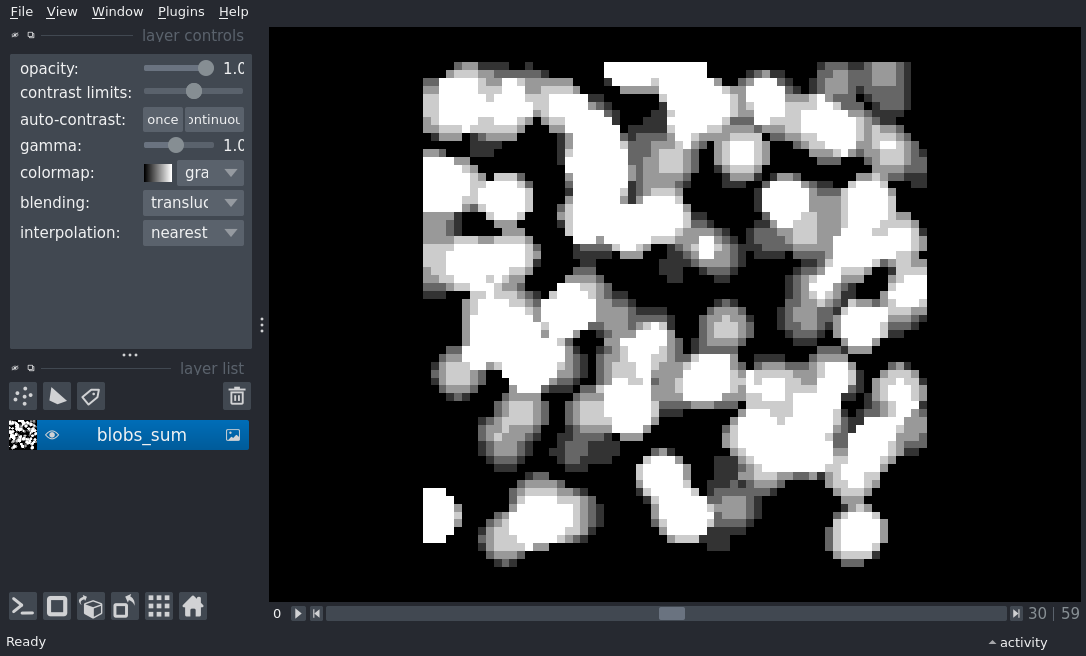 File View Window Plugins Help
layer controls
opacity: 1.0
contrast limits:
auto-contrast: once ontinuou
gamma: 1.0
colormap: gra
blending: transluc
interpolation: nearest
layer list
blobs_sum
0 30 | 59
Ready activity